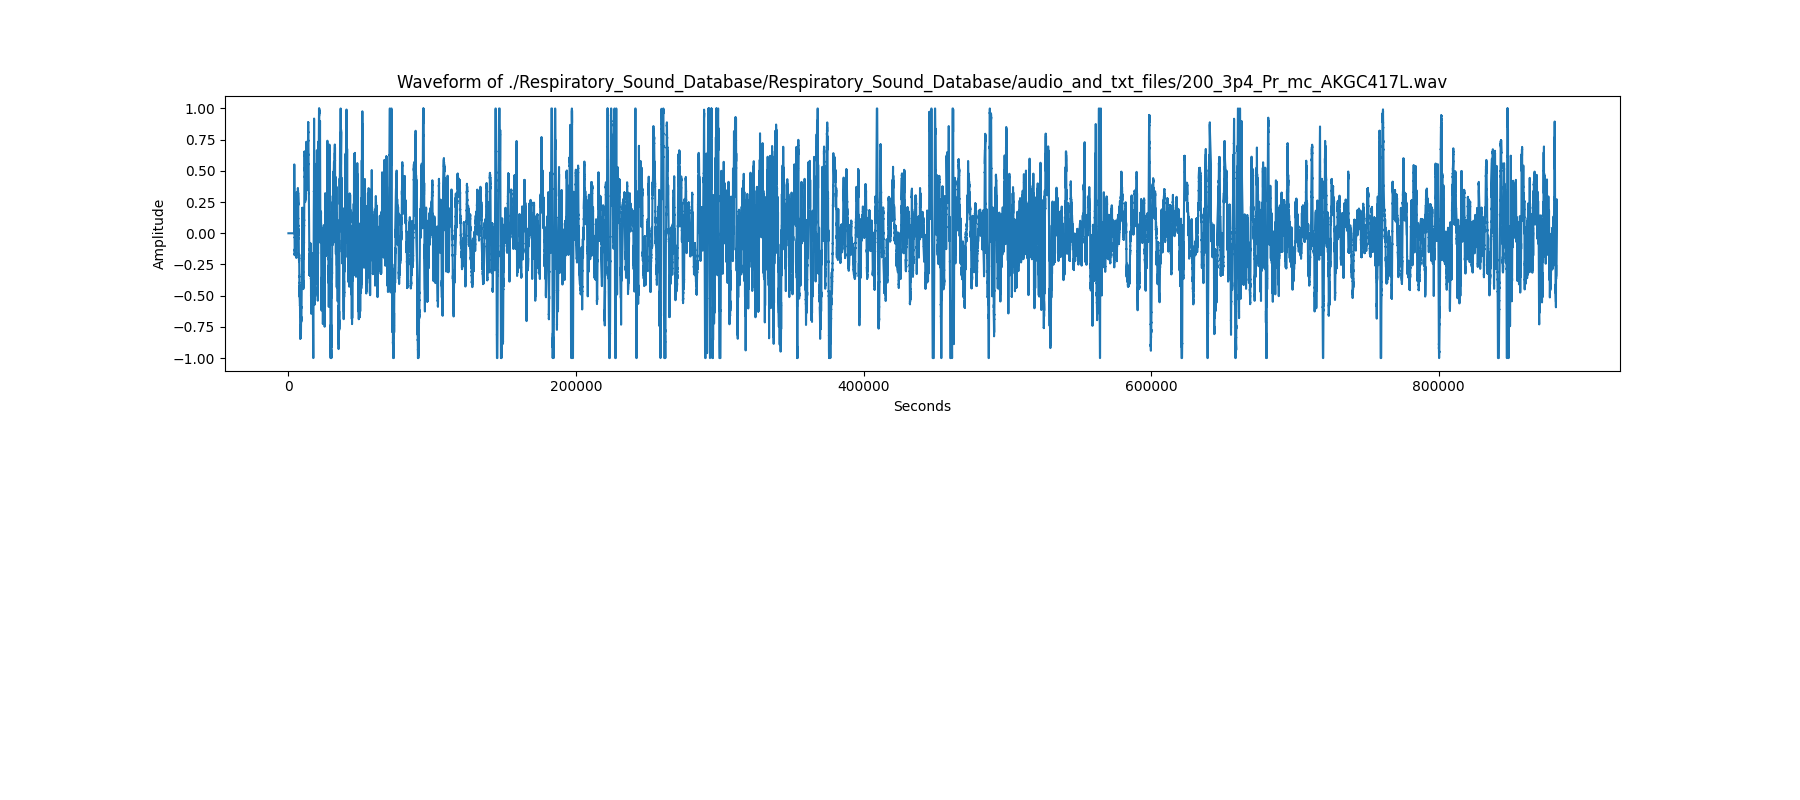 Waveform of ./Respiratory_Sound_Database/Respiratory_Sound_Database/audio_and_txt_files/200_3p4_Pr_mc_AKGC417L.wav
1.00
0.75
0.50
0.25
0.00
−0.25
−0.50
−0.75
−1.00
Amplitude
0 200000 400000 600000 800000
Seconds